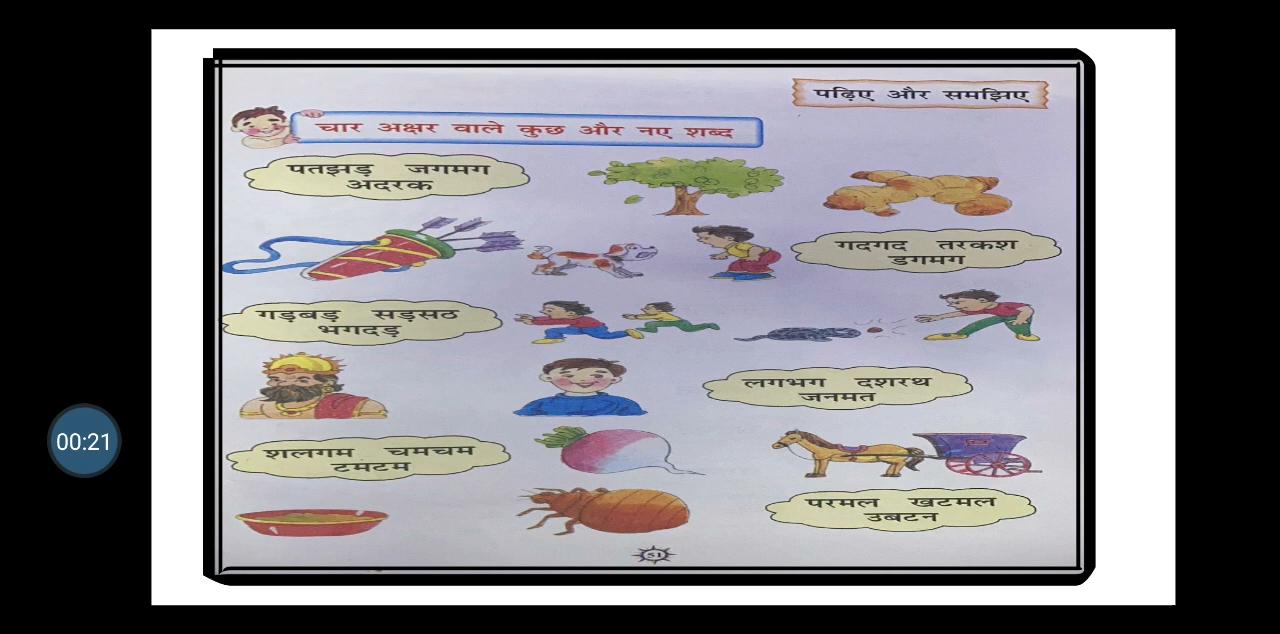 पढ़िए और समझिए
चार अक्षर वाले कुछ और नए शब्द
पतझड़ जगमग
अदरक
गदगद तरकश
डगमग
गड़बड़ सड़सठ
भगदड़
लगभग दशरथ
जनमत
00:21
शलगम चमचम
टमटम
परमल खटमल
उबटन
51